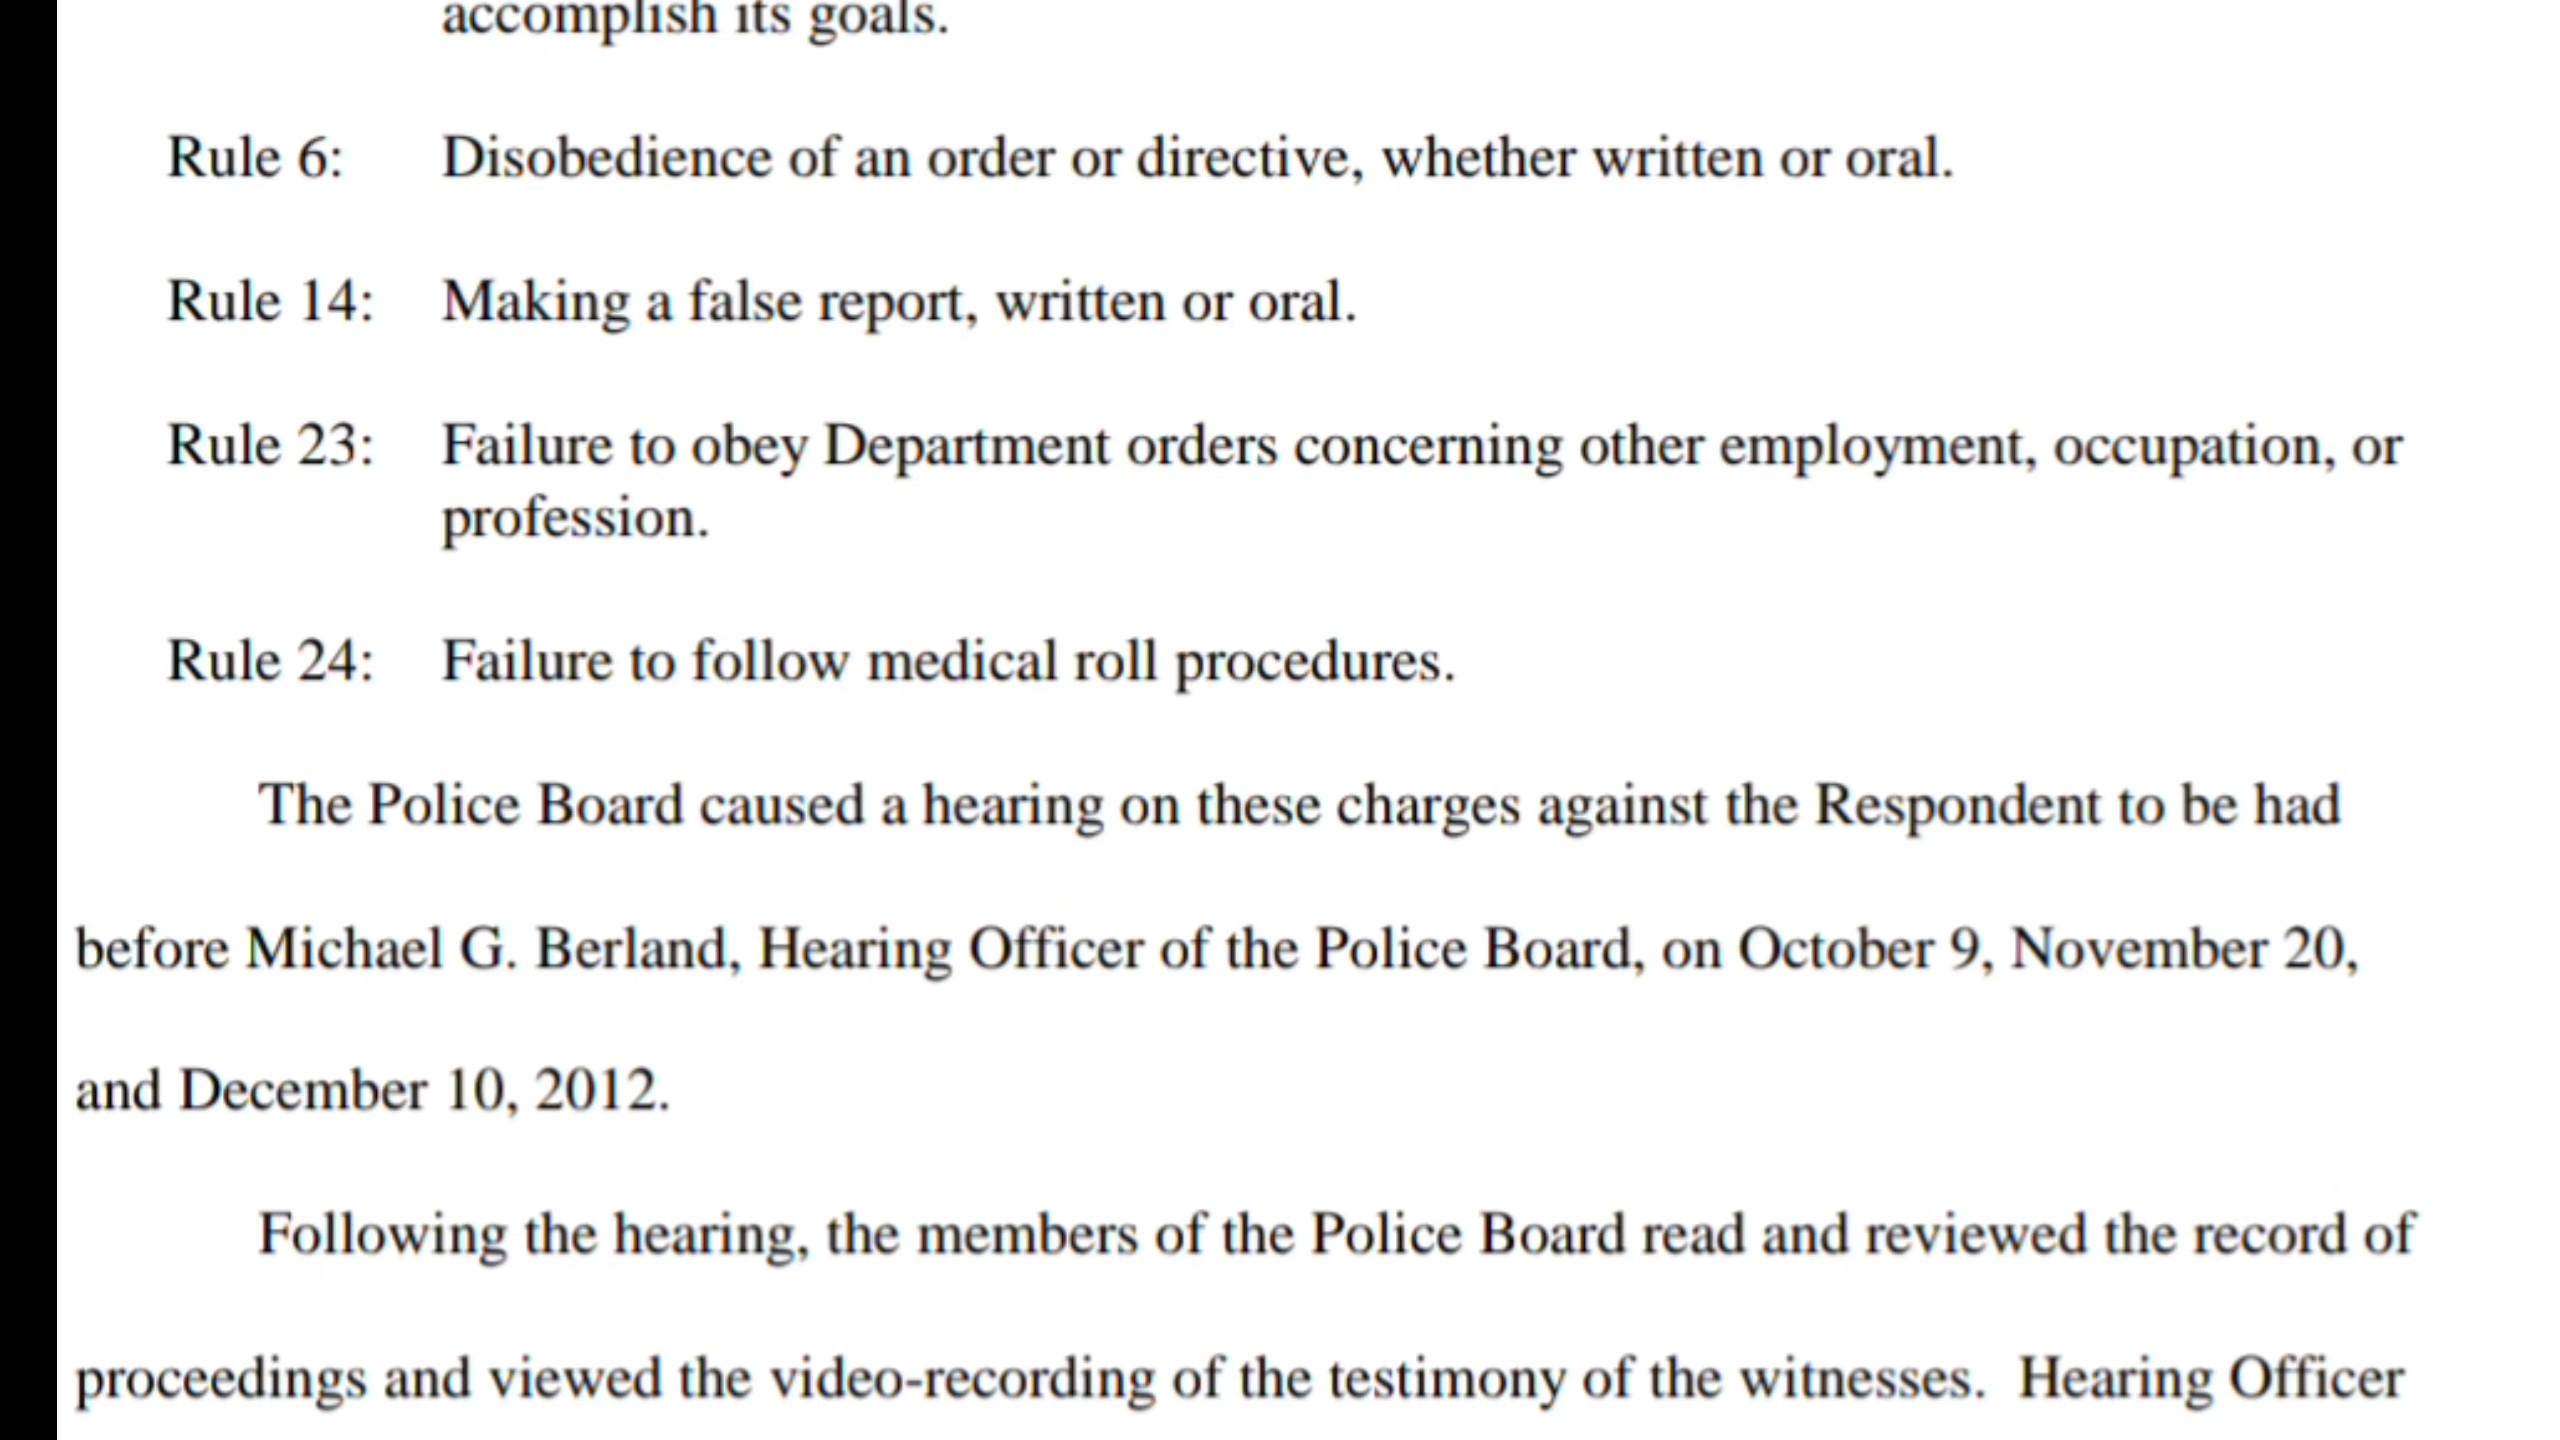 accomplish its goals.
Rule 6: Disobedience of an order or directive, whether written or oral.
Rule 14: Making a false report, written or oral.
Rule 23: Failure to obey Department orders concerning other employment, occupation, or
profession.
Rule 24: Failure to follow medical roll procedures.
The Police Board caused a hearing on these charges against the Respondent to be had
before Michael G. Berland, Hearing Officer of the Police Board, on October 9, November 20,
and December 10, 2012.
Following the hearing, the members of the Police Board read and reviewed the record of
proceedings and viewed the video-recording of the testimony of the witnesses. Hearing Officer